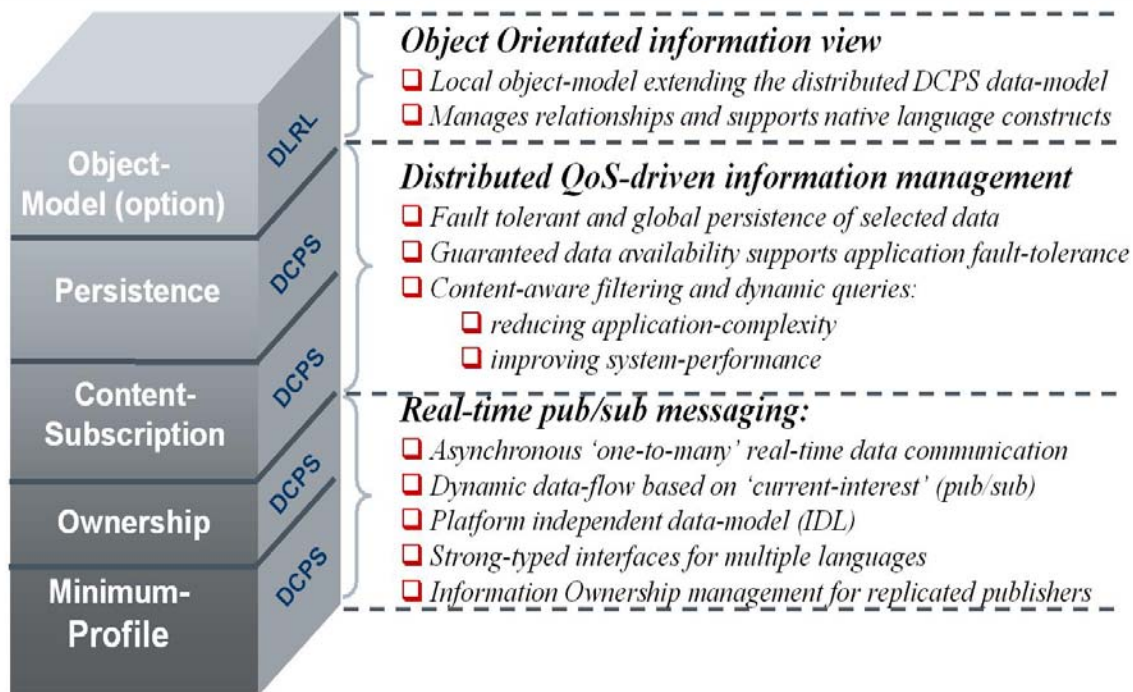 Object Orientated information view
❑ Local object-model extending the distributed DCPS data-model
❑ Manages relationships and supports native language constructs
Distributed QoS-driven information management
❑ Fault tolerant and global persistence of selected data
❑ Guaranteed data availability supports application fault-tolerance
❑ Content-aware filtering and dynamic queries:
❑ reducing application-complexity
❑ improving system-performance
Real-time pub/sub messaging:
❑ Asynchronous ‘one-to-many’ real-time data communication
❑ Dynamic data-flow based on ‘current-interest’ (pub/sub)
❑ Platform independent data-model (IDL)
❑ Strong-typed interfaces for multiple languages
❑ Information Ownership management for replicated publishers
Object-
Model (option)
DLRL
Persistence
DCPS
Content-
Subscription
DCPS
Ownership
DCPS
Minimum-
Profile
DCPS